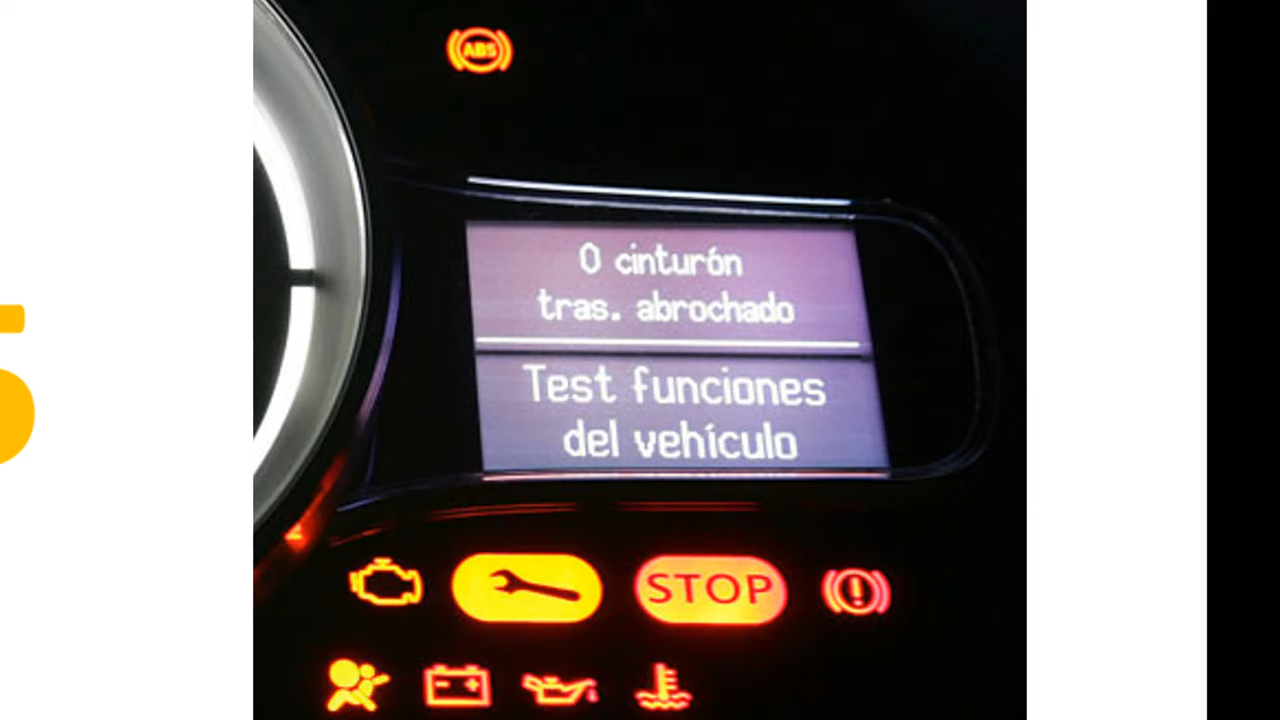 ABS
0 cinturón
tras. abrochado
Test funciones
del vehículo
STOP